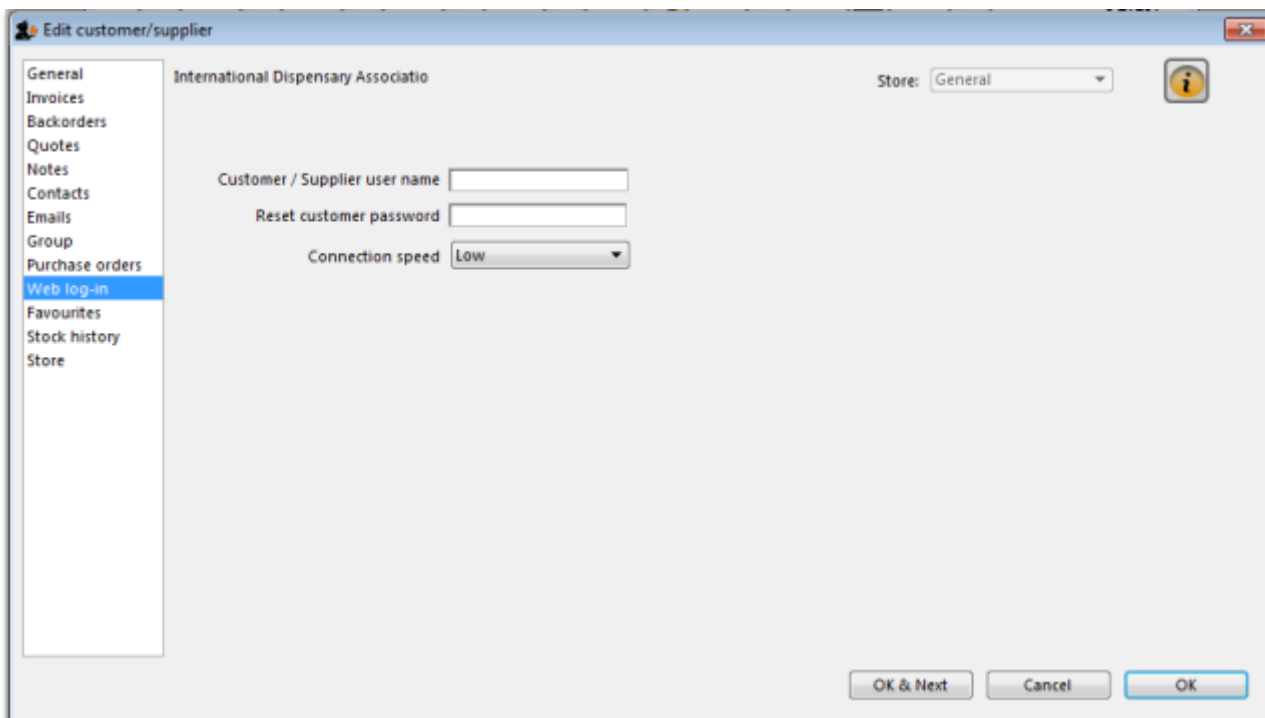 Edit customer/supplier
General
Invoices
Backorders
Quotes
Notes
Contacts
Emails
Group
Purchase orders
Web log-in
Favourites
Stock history
Store
International Dispensary Associatio
Store: General
i
Customer / Supplier user name
Reset customer password
Connection speed Low
OK & Next Cancel OK